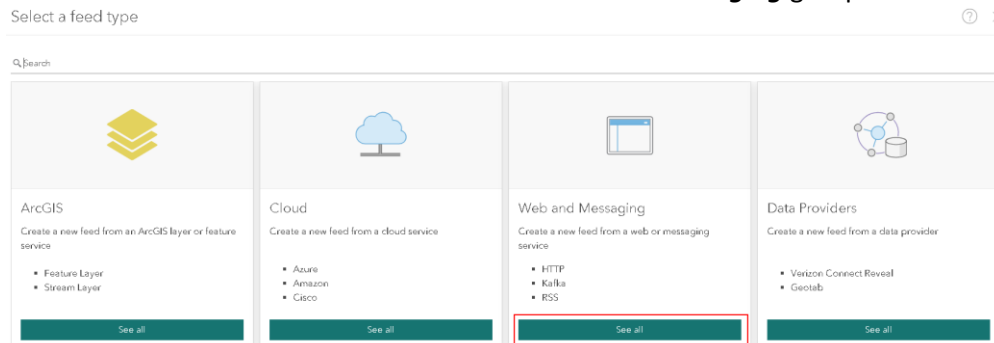 Select a feed type
Search
ArcGIS
Create a new feed from an ArcGIS layer or feature
service
Feature Layer
Stream Layer
See all
Cloud
Create a new feed from a cloud service
Azure
Amazon
Cisco
See all
Web and Messaging
Create a new feed from a web or messaging
service
HTTP
Kafka
RSS
See all
Data Providers
Create a new feed from a data provider
Verizon Connect Reveal
Geotab
See all